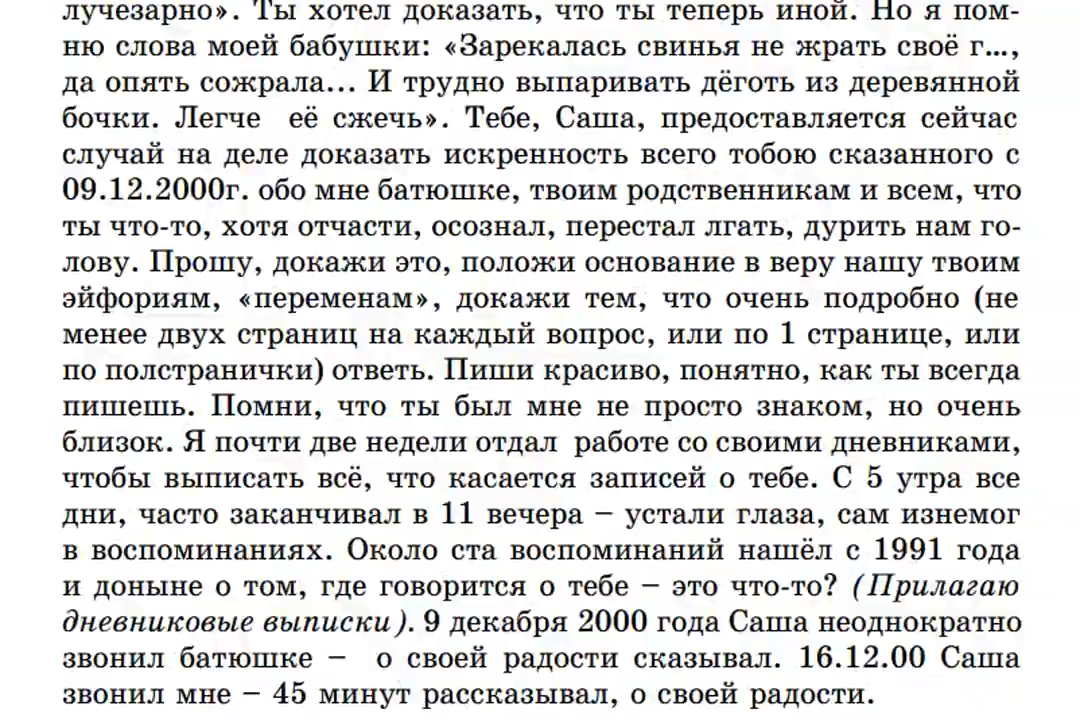 лучезарно». Ты хотел доказать, что ты теперь иной. Но я пом-
ню слова моей бабушки: «Зарекалась свинья не жрать своё г...,
да опять сожрала... И трудно выпаривать дёготь из деревянной
бочки. Легче её сжечь». Тебе, Саша, предоставляется сейчас
случай на деле доказать искренность всего тобою сказанного с
09.12.2000г. обо мне батюшке, твоим родственникам и всем, что
ты что-то, хотя отчасти, осознал, перестал лгать, дурить нам го-
лову. Прошу, докажи это, положи основание в веру нашу твоим
эйфориям, «переменам», докажи тем, что очень подробно (не
менее двух страниц на каждый вопрос, или по 1 странице, или
по полстранички) ответь. Пиши красиво, понятно, как ты всегда
пишешь. Помни, что ты был мне не просто знаком, но очень
близок. Я почти две недели отдал работе со своими дневниками,
чтобы выписать всё, что касается записей о тебе. С 5 утра все
дни, часто заканчивал в 11 вечера – устали глаза, сам изнемог
в воспоминаниях. Около ста воспоминаний нашёл с 1991 года
и доныне о том, где говорится о тебе – это что-то? (Прилагаю
дневниковые выписки). 9 декабря 2000 года Саша неоднократно
звонил батюшке – о своей радости сказывал. 16.12.00 Саша
звонил мне – 45 минут рассказывал, о своей радости.